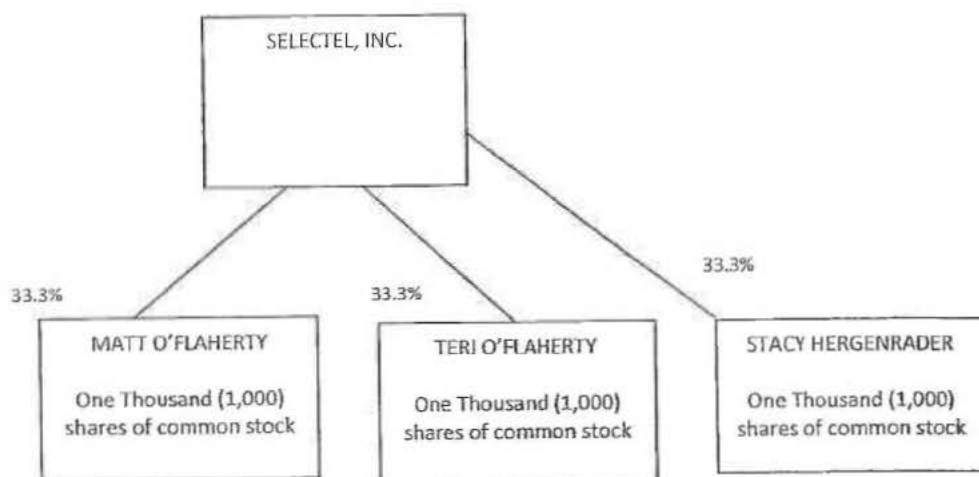 SELECTEL, INC.
33.3%
33.3%
33.3%
MATT O'FLAHERTY
One Thousand (1,000)
shares of common stock
TERI O'FLAHERTY
One Thousand (1,000)
shares of common stock
STACY HERGENRADER
One Thousand (1,000)
shares of common stock